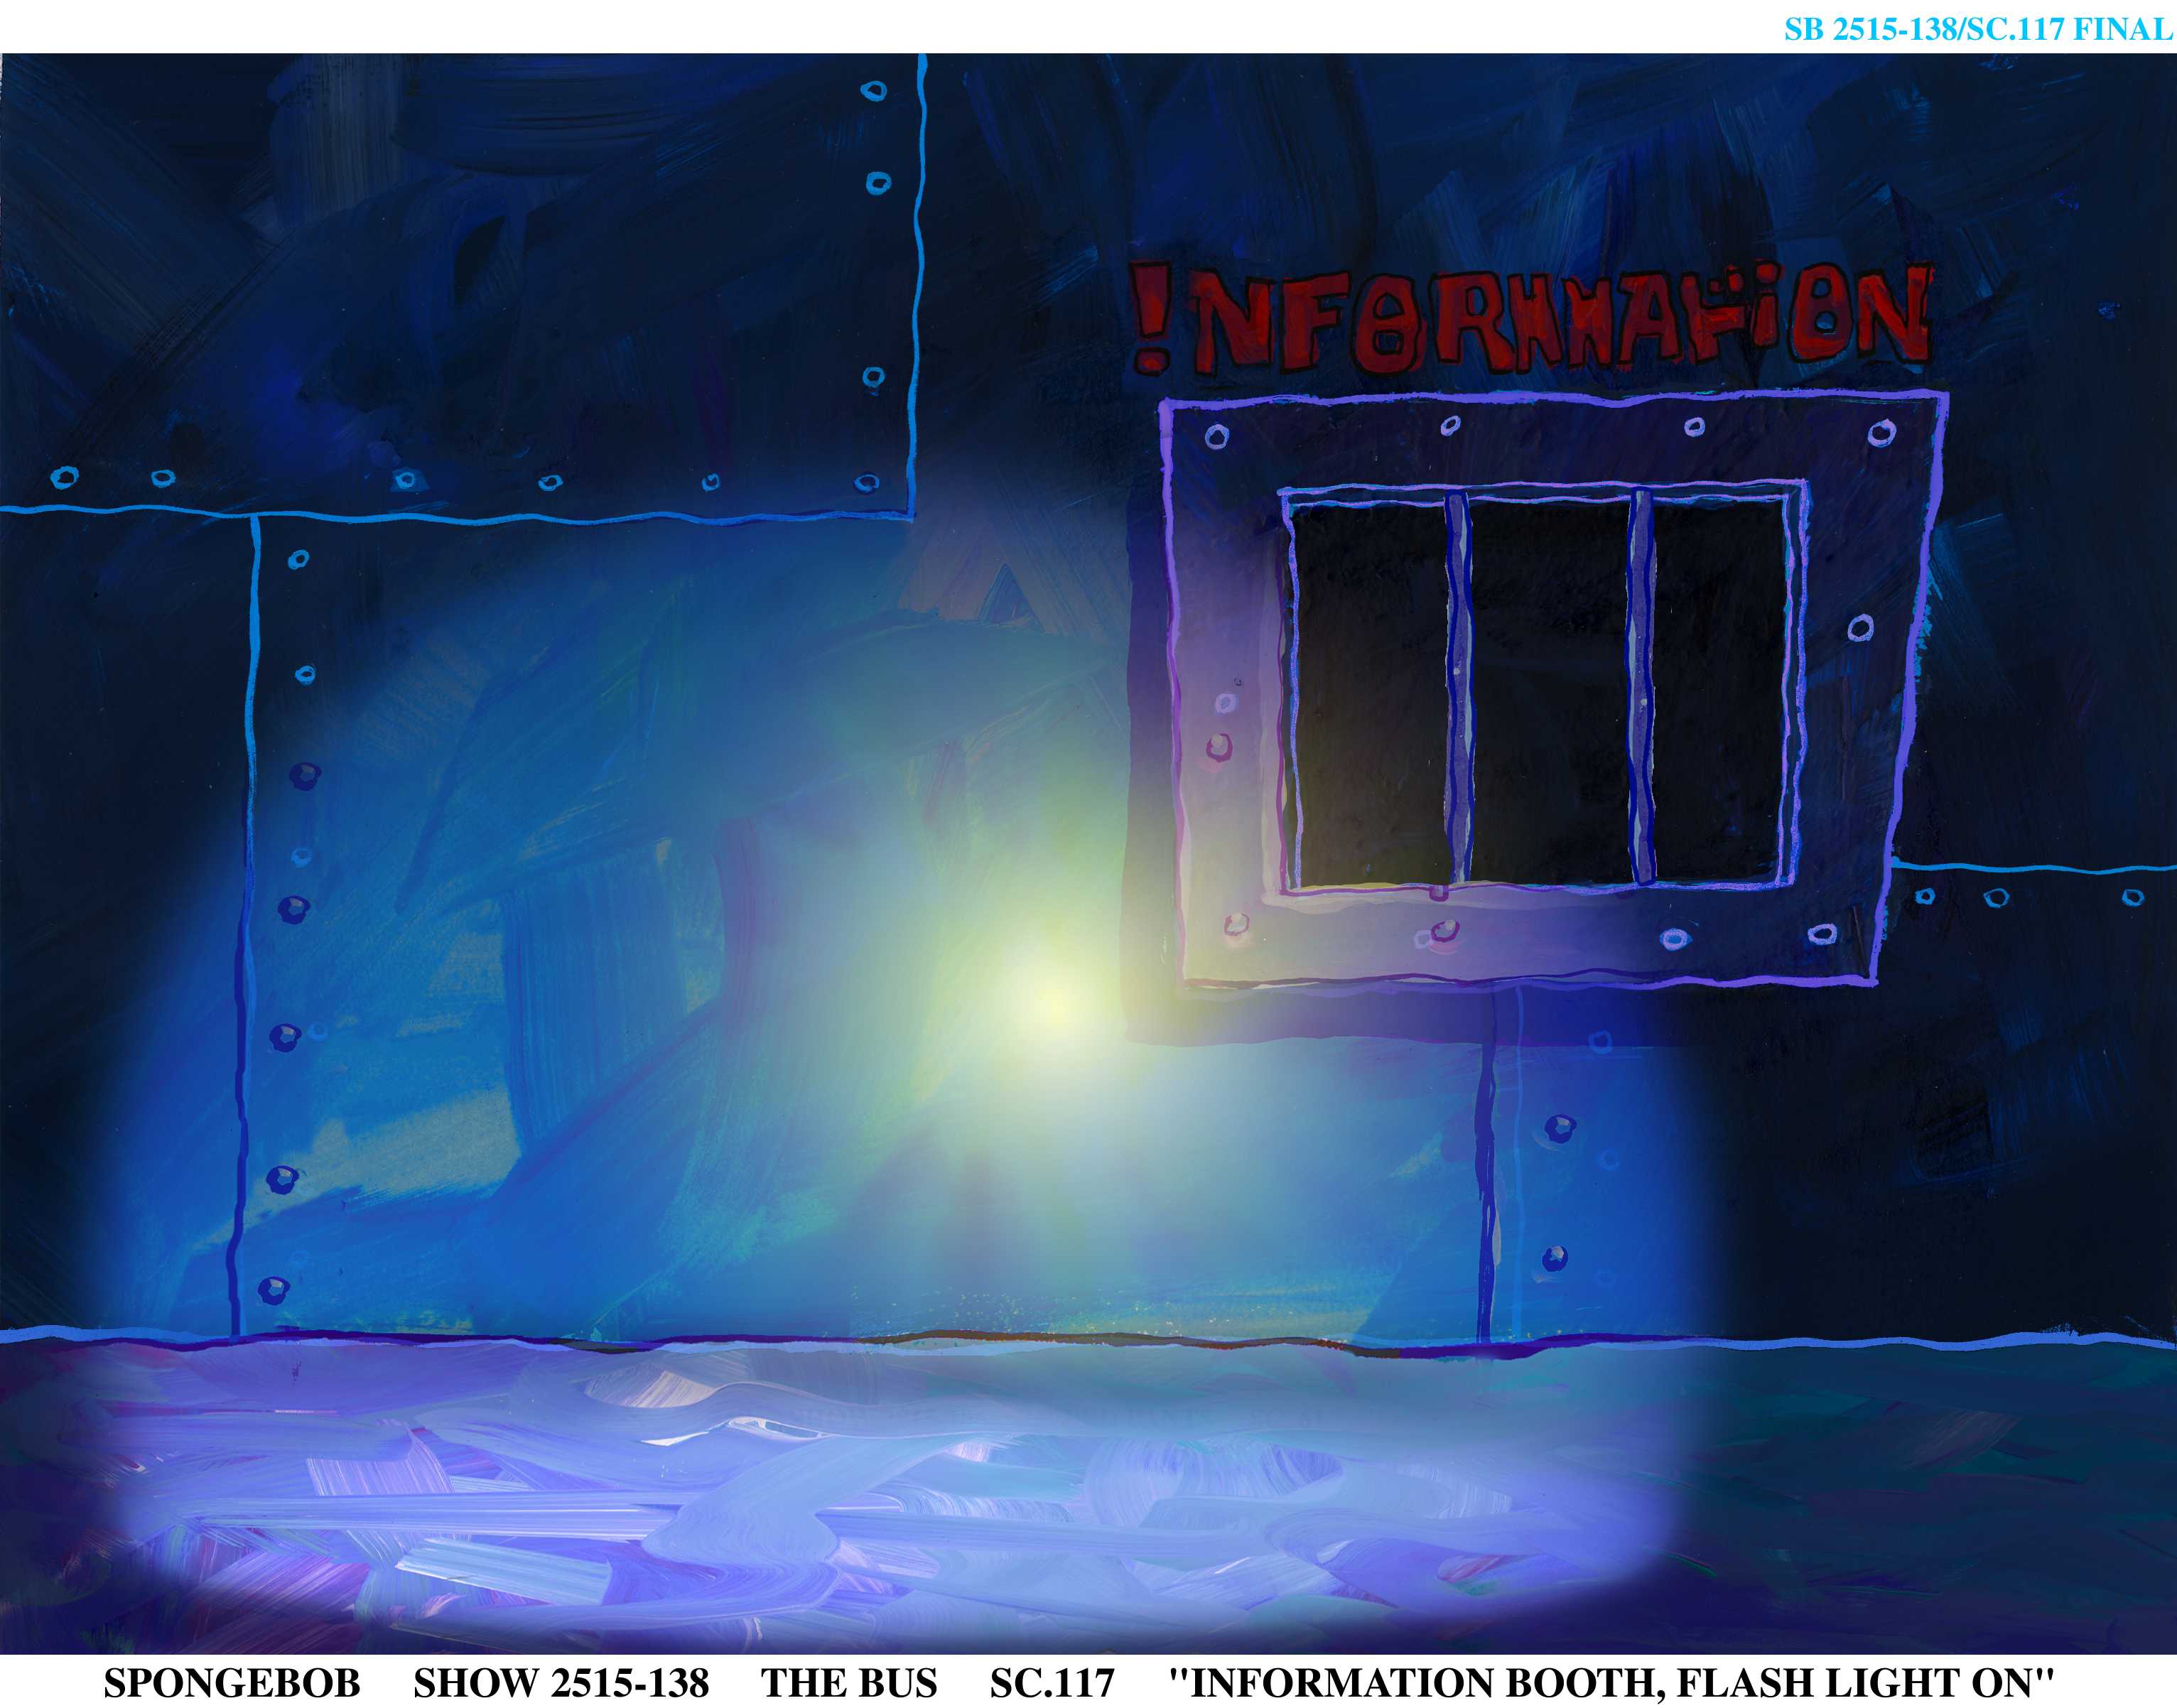 SB 2515-138/SC.117 FINAL
!NFORMATiON
SPONGEBOB SHOW 2515-138 THE BUS SC.117 "INFORMATION BOOTH, FLASH LIGHT ON"